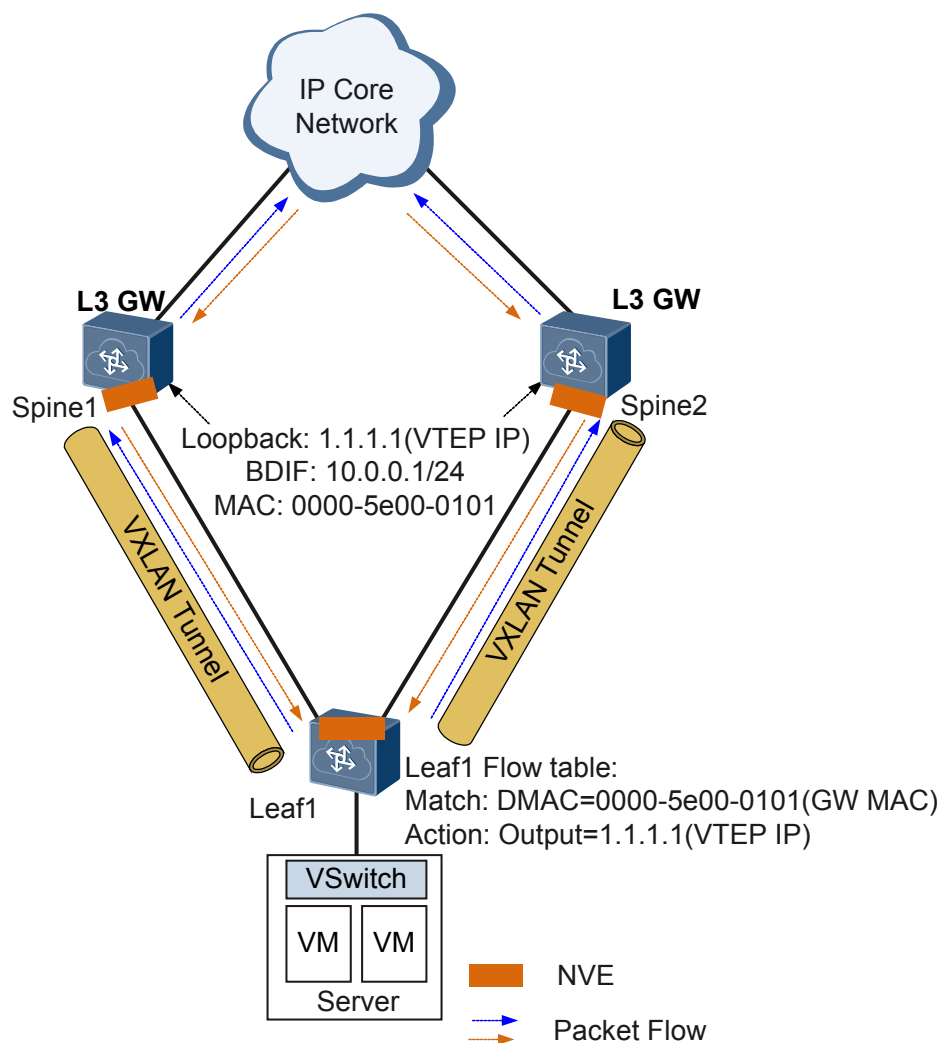 IP Core
Network
L3 GW
L3 GW
Spine1
Spine2
Loopback: 1.1.1.1(VTEP IP)
BDIF: 10.0.0.1/24
MAC: 0000-5e00-0101
VXLAN Tunnel
VXLAN Tunnel
Leaf1
Leaf1 Flow table:
Match: DMAC=0000-5e00-0101(GW MAC)
Action: Output=1.1.1.1(VTEP IP)
VSwitch
VM
VM
Server
NVE
Packet Flow